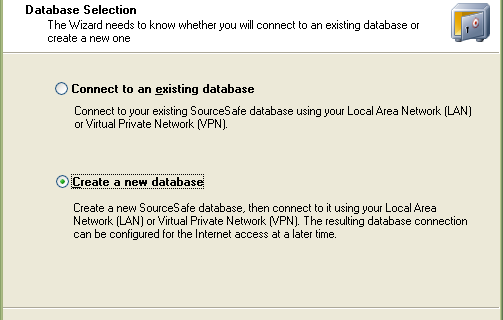 Database Selection
The Wizard needs to know whether you will connect to an existing database or
create a new one
Connect to an existing database
Connect to your existing SourceSafe database using your Local Area Network (LAN)
or Virtual Private Network (VPN).
Create a new database
Create a new SourceSafe database, then connect to it using your Local Area
Network (LAN) or Virtual Private Network (VPN). The resulting database connection
can be configured for the Internet access at a later time.